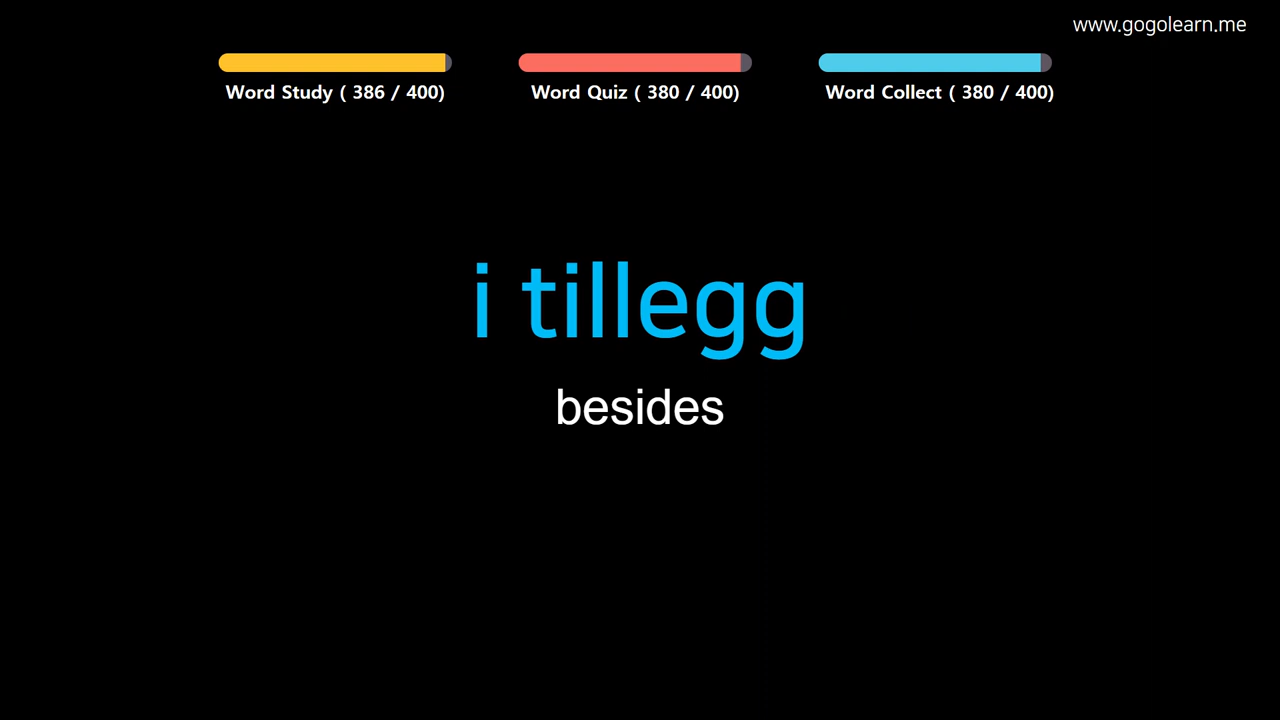 www.gogolearn.me
Word Study ( 386 / 400)
Word Quiz ( 380 / 400)
Word Collect ( 380 / 400)
i tillegg
besides